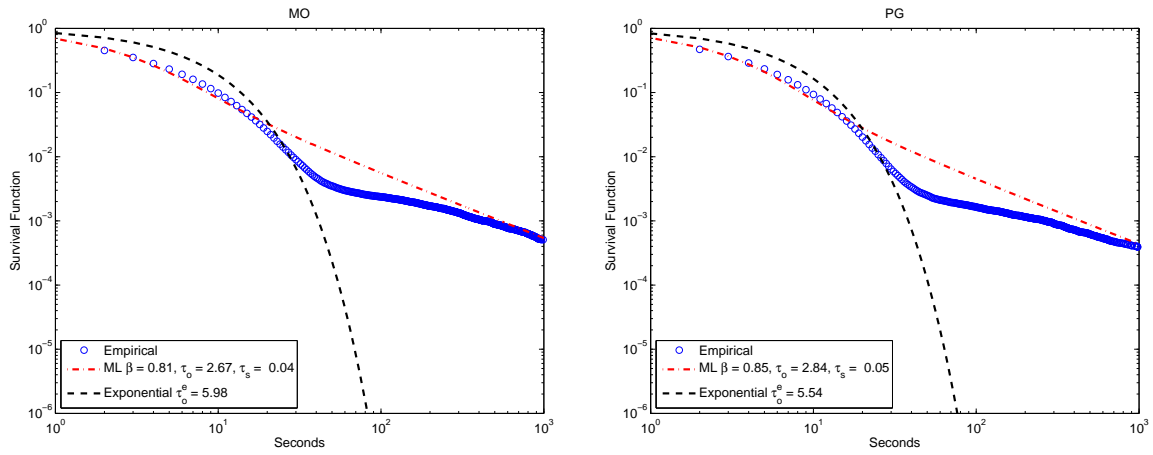 MO
10^0
10^-1
10^-2
10^-3
10^-4
10^-5
10^-6
Survival Function
Empirical
ML β = 0.81, τ_o = 2.67, τ_s = 0.04
Exponential τ_o^e = 5.98
10^0 10^1 10^2 10^3
Seconds
PG
10^0
10^-1
10^-2
10^-3
10^-4
10^-5
10^-6
Survival Function
Empirical
ML β = 0.85, τ_o = 2.84, τ_s = 0.05
Exponential τ_o^e = 5.54
10^0 10^1 10^2 10^3
Seconds